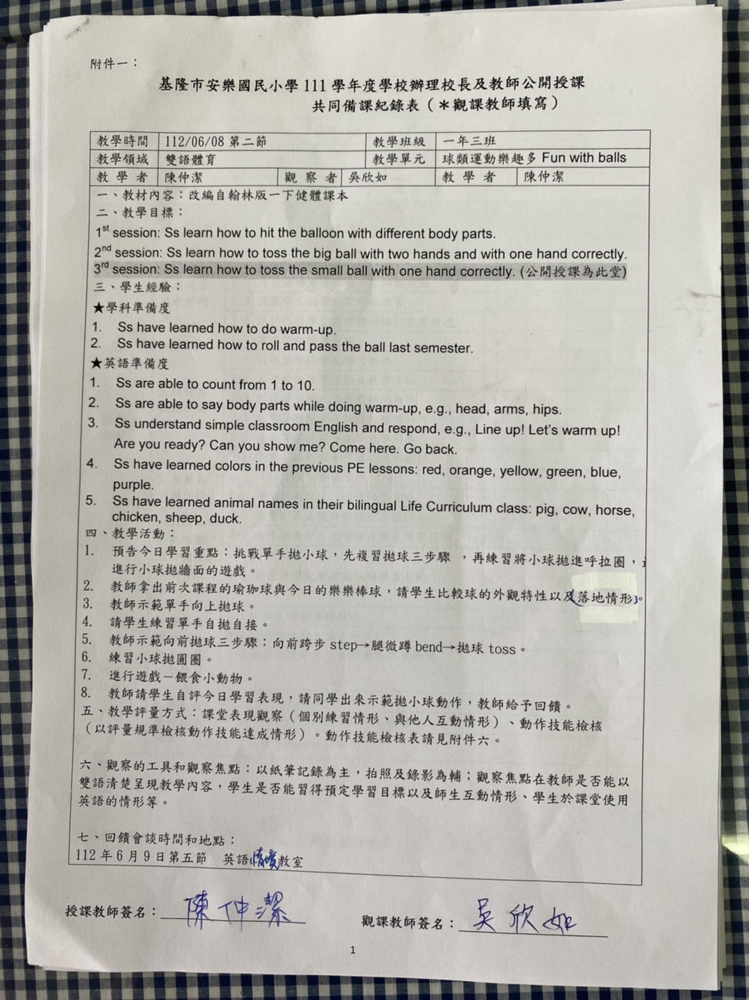 附件一：
基隆市安樂國民小學 111 學年度學校辦理校長及教師公開授課
共同備課紀錄表（＊觀課教師填寫）
教學時間 112/06/08 第二節 教學班級 一年三班
教學領域 雙語體育 教學單元 球類運動樂趣多 Fun with balls
教 學 者 陳仲潔 觀 察 者 吳欣如 教 學 者 陳仲潔
一、教材內容：改編自翰林版一下健體課本
二、教學目標：
1st session: Ss learn how to hit the balloon with different body parts.
2nd session: Ss learn how to toss the big ball with two hands and with one hand correctly.
3rd session: Ss learn how to toss the small ball with one hand correctly. (公開授課為此堂)
三、學生經驗：
★學科準備度
1. Ss have learned how to do warm-up.
2. Ss have learned how to roll and pass the ball last semester.
★英語準備度
1. Ss are able to count from 1 to 10.
2. Ss are able to say body parts while doing warm-up, e.g., head, arms, hips.
3. Ss understand simple classroom English and respond, e.g., Line up! Let's warm up!
Are you ready? Can you show me? Come here. Go back.
4. Ss have learned colors in the previous PE lessons: red, orange, yellow, green, blue,
purple.
5. Ss have learned animal names in their bilingual Life Curriculum class: pig, cow, horse,
chicken, sheep, duck.
四、教學活動：
1. 預告今日學習重點：挑戰單手拋小球，先複習拋球三步驟 ，再練習將小球拋進呼拉圈，
進行小球拋牆面的遊戲。
2. 教師拿出前次課程的瑜珈球與今日的樂樂棒球，請學生比較球的外觀特性以及(落地情形)。
3. 教師示範單手向上拋球。
4. 請學生練習單手自拋自接。
5. 教師示範向前拋球三步驟：向前跨步 step→腿微蹲 bend→拋球 toss。
6. 練習小球拋圓圈。
7. 進行遊戲－餵食小動物。
8. 教師請學生自評今日學習表現，請同學出來示範拋小球動作，教師給予回饋。
五、教學評量方式：課堂表現觀察（個別練習情形、與他人互動情形）、動作技能檢核
（以評量規準檢核動作技能達成情形）。動作技能檢核表請見附件六。
六、觀察的工具和觀察焦點：以紙筆記錄為主，拍照及錄影為輔；觀察焦點在教師是否能以
雙語清楚呈現教學內容，學生是否能習得預定學習目標以及師生互動情形、學生於課堂使用
英語的情形等。
七、回饋會談時間和地點：
112 年 6 月 9 日第五節 英語情境教室
授課教師簽名：陳仲潔
觀課教師簽名：吳欣如
1